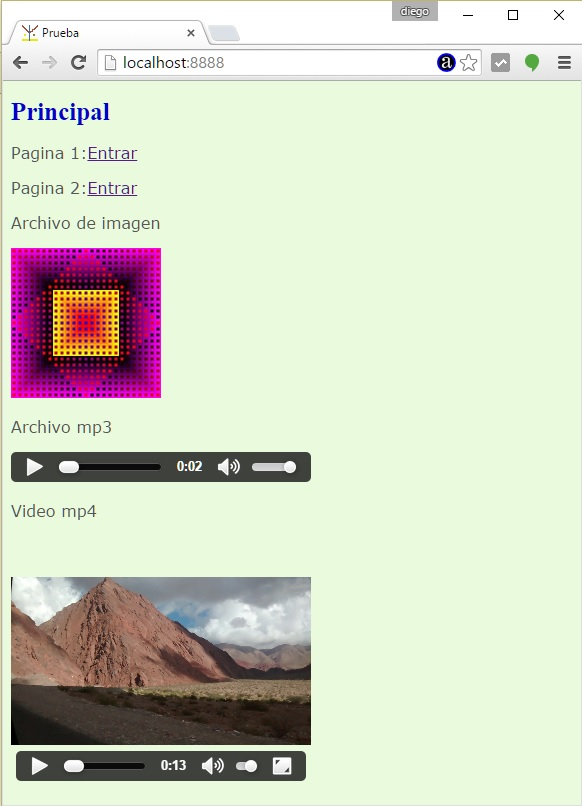 diego
Prueba
localhost:8888
a
Principal
Pagina 1:Entrar
Pagina 2:Entrar
Archivo de imagen
Archivo mp3
0:02
Video mp4
0:13